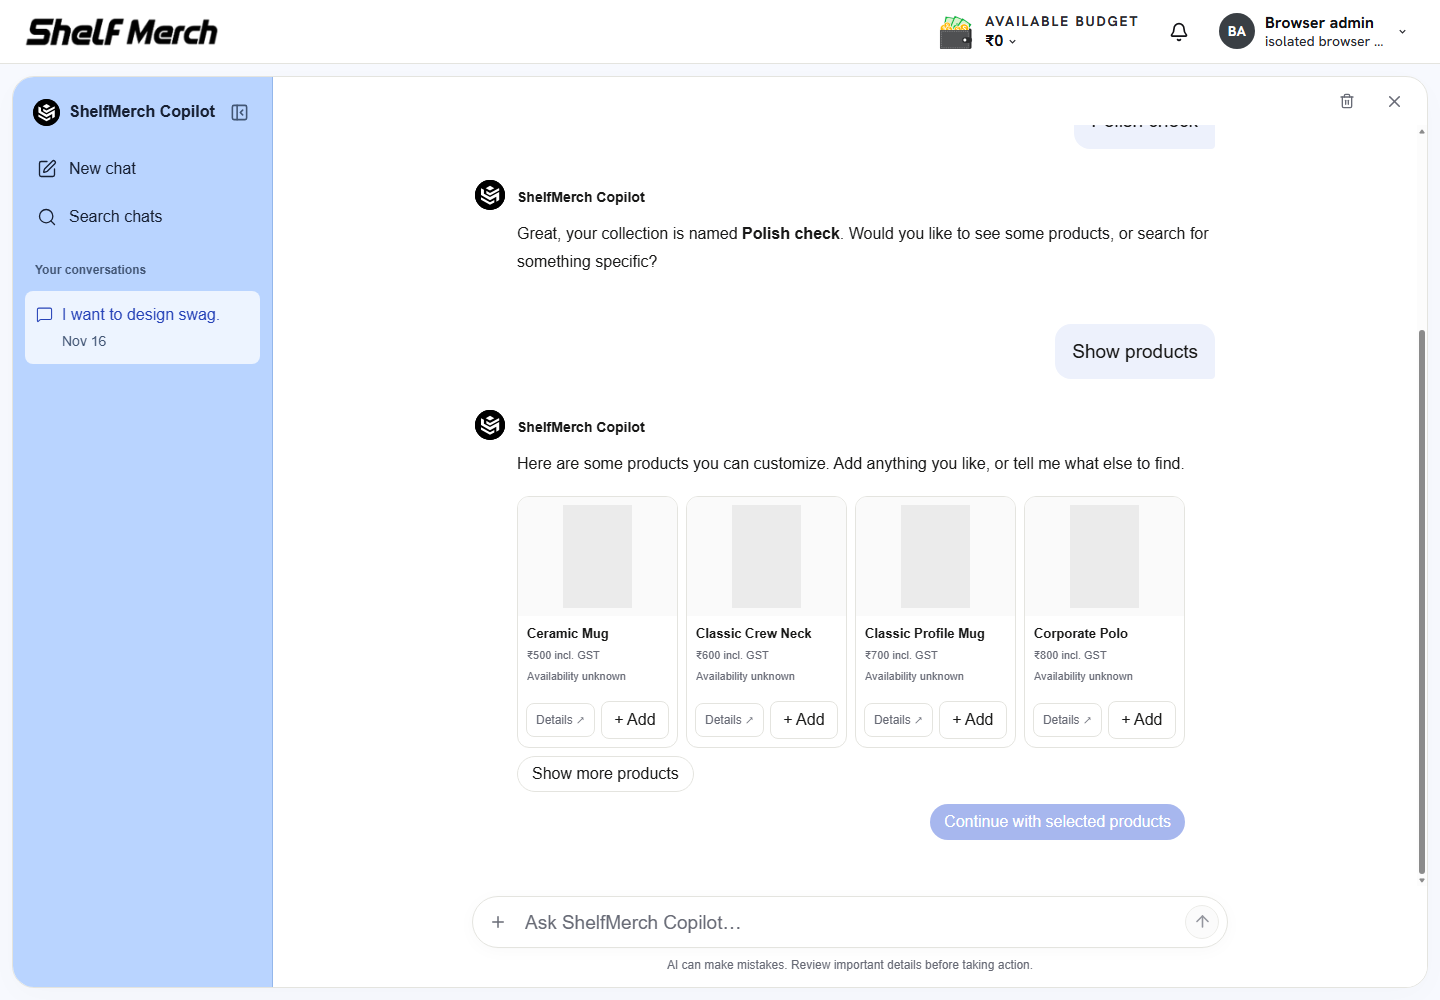 Shelf Merch
AVAILABLE BUDGET
₹0
BA
Browser admin
isolated browser ...
ShelfMerch Copilot
New chat
Search chats
Your conversations
I want to design swag.
Nov 16
Polish check
ShelfMerch Copilot
Great, your collection is named Polish check. Would you like to see some products, or search for
something specific?
Show products
ShelfMerch Copilot
Here are some products you can customize. Add anything you like, or tell me what else to find.
Ceramic Mug
₹500 incl. GST
Availability unknown
Details ↗ + Add
Classic Crew Neck
₹600 incl. GST
Availability unknown
Details ↗ + Add
Classic Profile Mug
₹700 incl. GST
Availability unknown
Details ↗ + Add
Corporate Polo
₹800 incl. GST
Availability unknown
Details ↗ + Add
Show more products
Continue with selected products
+ Ask ShelfMerch Copilot…
AI can make mistakes. Review important details before taking action.